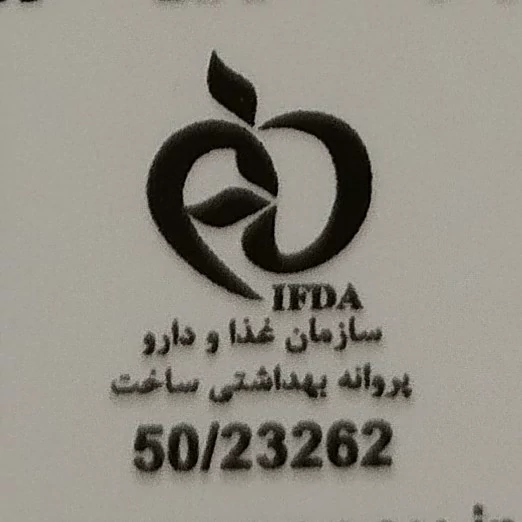 IFDA
سازمان غذا و دارو
پروانه بهداشتی ساخت
50/23262